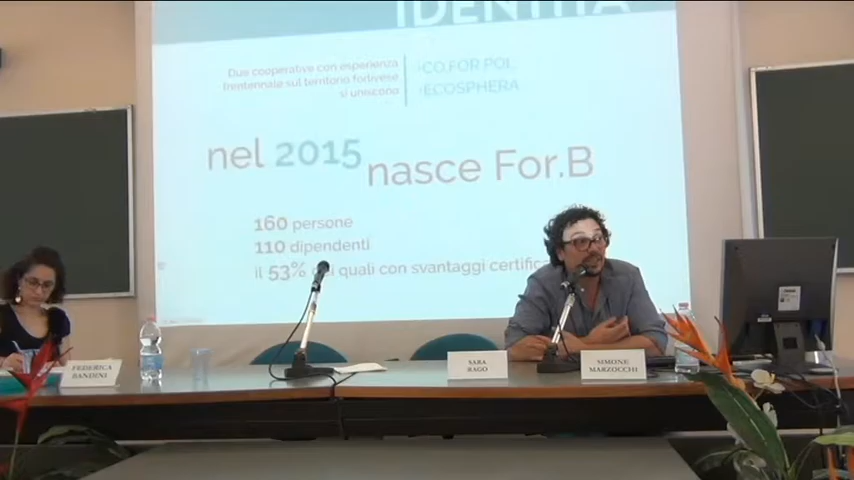 IDENTITÀ
Due cooperative con esperienza
trentennale sul territorio forlivese
si uniscono
>CO.FOR.POL.
>ECOSPHERA
nel 2015
nasce For.B
160 persone
110 dipendenti
il 53% dei quali con svantaggi certifica
FEDERICA
BANDINI
SARA
RAGO
SIMONE
MARZOCCHI